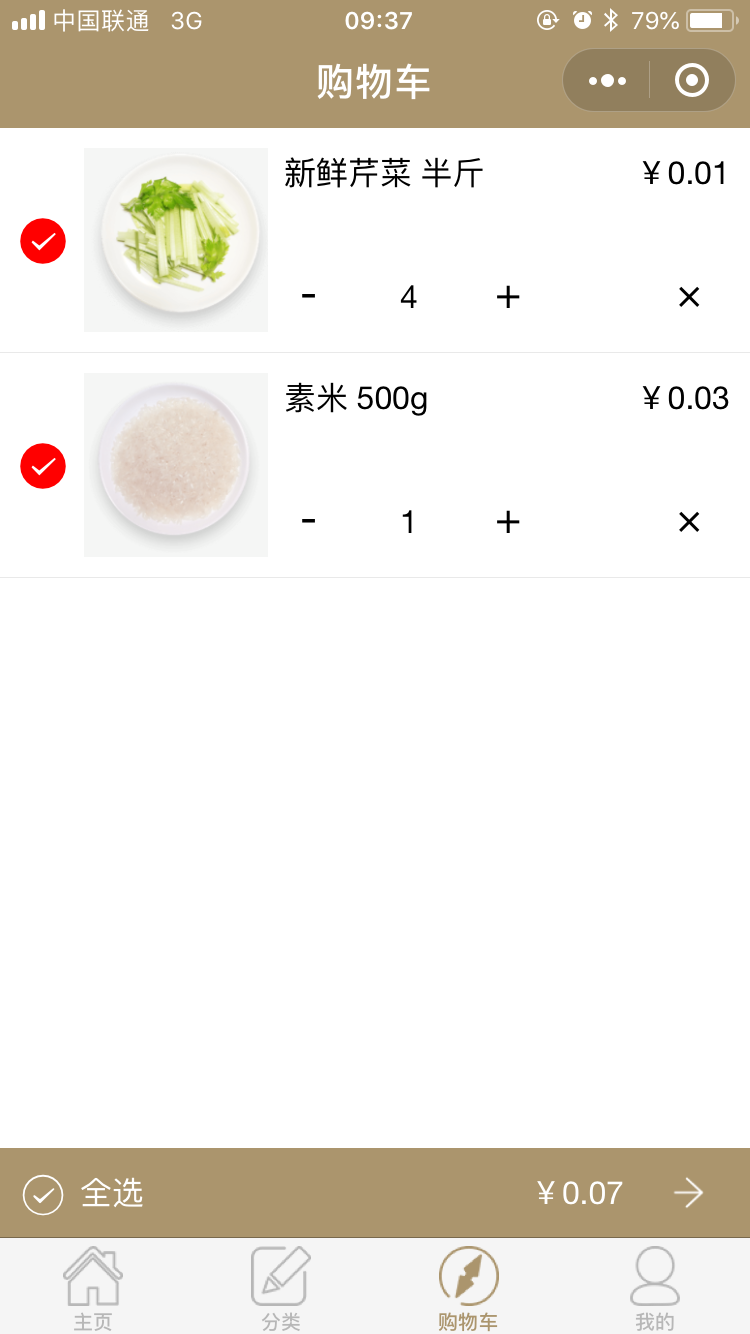 中国联通 3G 09:37 79%
购物车
新鲜芹菜 半斤 ¥0.01
- 4 + ×
素米 500g ¥0.03
- 1 + ×
全选 ¥0.07
主页 分类 购物车 我的